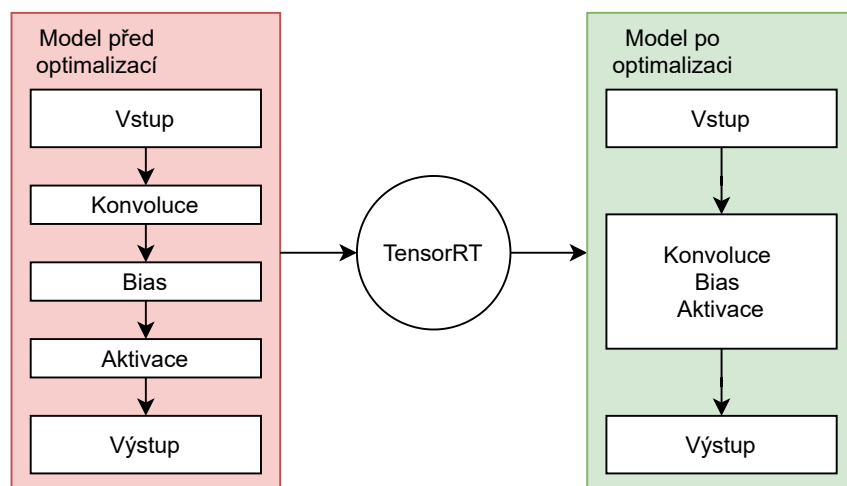 Model před
optimalizací
Vstup
Konvoluce
Bias
Aktivace
Výstup
TensorRT
Model po
optimalizaci
Vstup
Konvoluce
Bias
Aktivace
Výstup